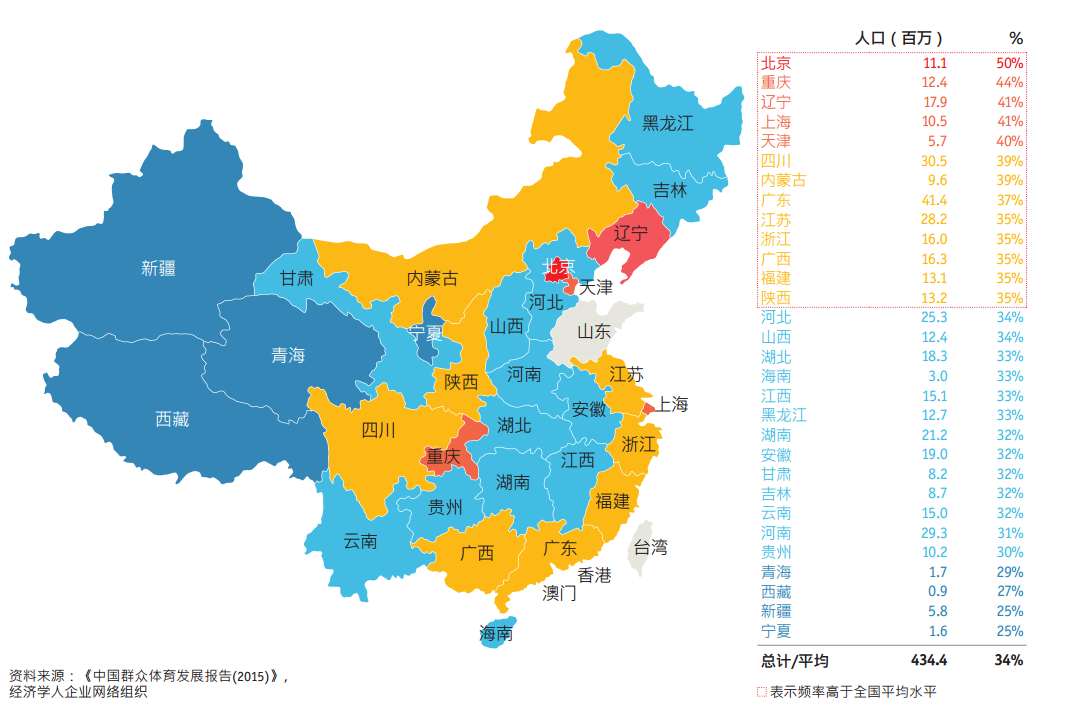 人口（百万） %
北京 11.1 50%
重庆 12.4 44%
辽宁 17.9 41%
上海 10.5 41%
天津 5.7 40%
四川 30.5 39%
内蒙古 9.6 39%
广东 41.4 37%
江苏 28.2 35%
浙江 16.0 35%
广西 16.3 35%
福建 13.1 35%
陕西 13.2 35%
河北 25.3 34%
山西 12.4 34%
湖北 18.3 33%
海南 3.0 33%
江西 15.1 33%
黑龙江 12.7 33%
湖南 21.2 32%
安徽 19.0 32%
甘肃 8.2 32%
吉林 8.7 32%
云南 15.0 32%
河南 29.3 31%
贵州 10.2 30%
青海 1.7 29%
西藏 0.9 27%
新疆 5.8 25%
宁夏 1.6 25%
总计/平均 434.4 34%
表示频率高于全国平均水平
黑龙江
吉林
辽宁
北京
新疆
甘肃
内蒙古
天津
河北
山西
宁夏
山东
青海
河南
陕西
江苏
上海
安徽
西藏
四川
湖北
浙江
重庆
江西
湖南
福建
贵州
云南
广西
广东
台湾
香港
澳门
海南
资料来源：《中国群众体育发展报告(2015)》，
经济学人企业网络组织